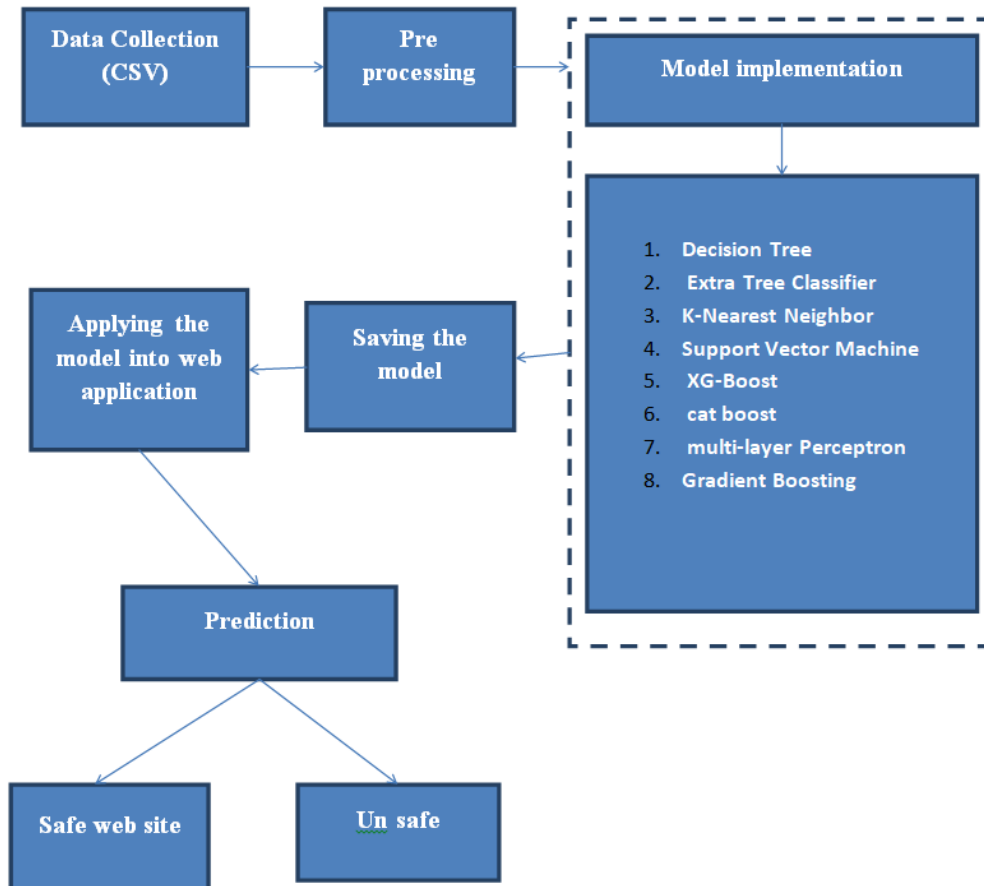 Data Collection
(CSV)
Pre
processing
Model implementation
1. Decision Tree
2. Extra Tree Classifier
3. K-Nearest Neighbor
4. Support Vector Machine
5. XG-Boost
6. cat boost
7. multi-layer Perceptron
8. Gradient Boosting
Saving the
model
Applying the
model into web
application
Prediction
Safe web site
Un safe